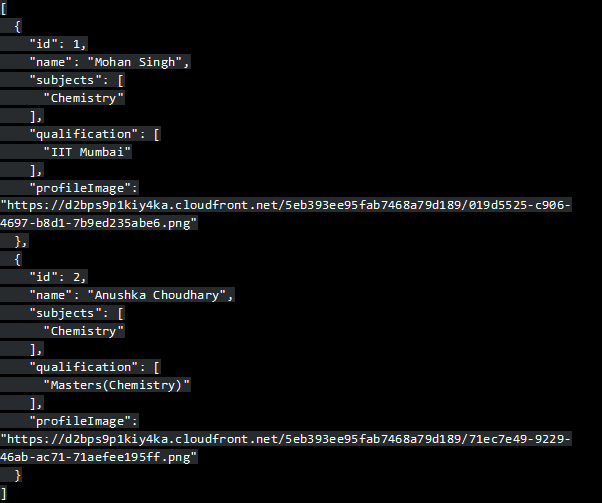 [
  {
    "id": 1,
    "name": "Mohan Singh",
    "subjects": [
      "Chemistry"
    ],
    "qualification": [
      "IIT Mumbai"
    ],
    "profileImage":
"https://d2bps9p1kiy4ka.cloudfront.net/5eb393ee95fab7468a79d189/019d5525-c906-
4697-b8d1-7b9ed235abe6.png"
  },
  {
    "id": 2,
    "name": "Anushka Choudhary",
    "subjects": [
      "Chemistry"
    ],
    "qualification": [
      "Masters(Chemistry)"
    ],
    "profileImage":
"https://d2bps9p1kiy4ka.cloudfront.net/5eb393ee95fab7468a79d189/71ec7e49-9229-
46ab-ac71-71aefee195ff.png"
  }
]